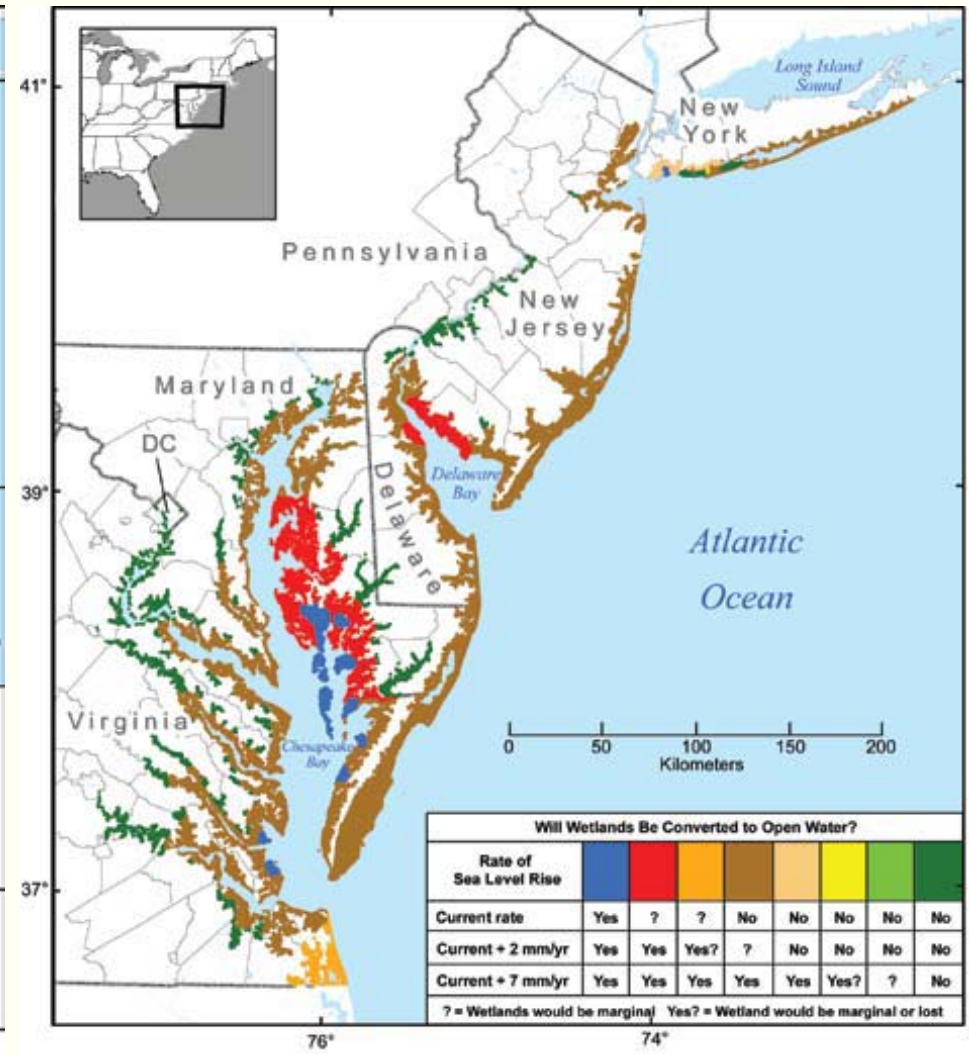 41°
Long Island
Sound
New
York
Pennsylvania
New
Jersey
Maryland
DC
39°
Delaware
Bay
Delaware
Atlantic
Ocean
Virginia
Chesapeake
Bay
0 50 100 150 200
Kilometers
37°
Will Wetlands Be Converted to Open Water?
Rate of
Sea Level Rise
Current rate Yes ? ? No No No No No
Current + 2 mm/yr Yes Yes Yes? ? No No No No
Current + 7 mm/yr Yes Yes Yes Yes Yes Yes? ? No
? = Wetlands would be marginal Yes? = Wetland would be marginal or lost
76° 74°